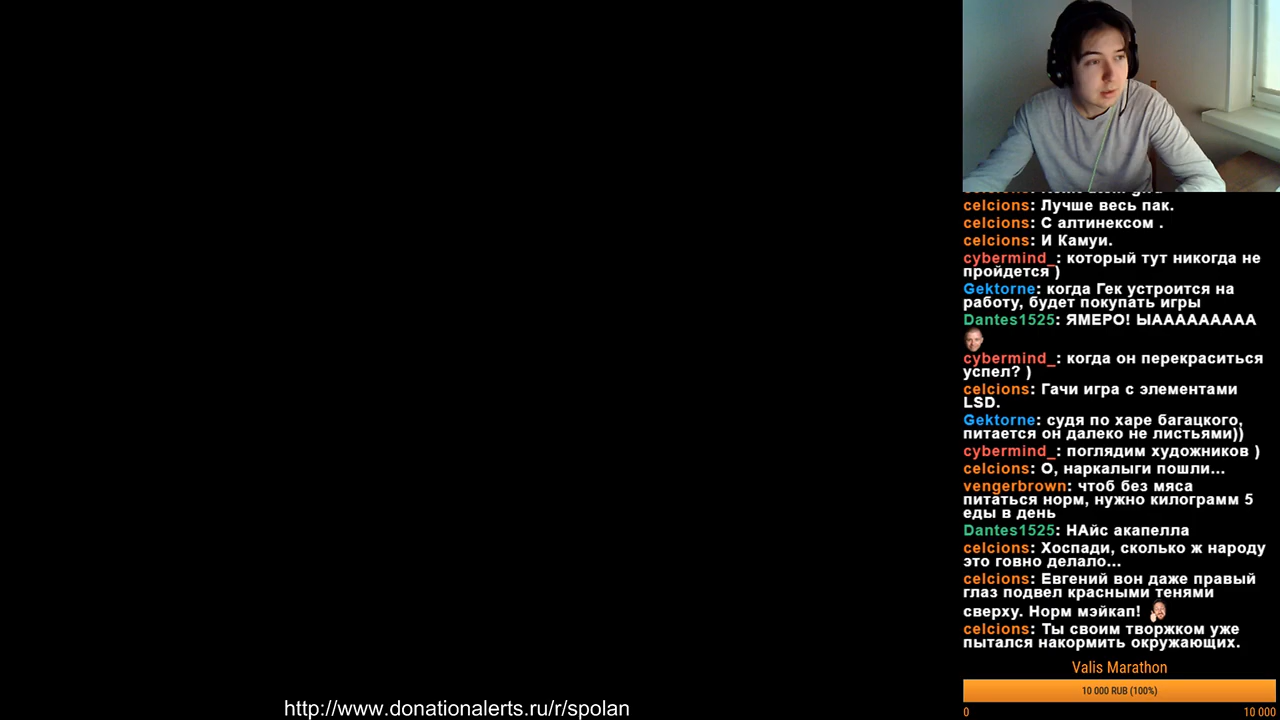 celcions: Лучше весь пак.
celcions: С алтинексом .
celcions: И Камуи.
cybermind_: который тут никогда не
пройдется )
Gektorne: когда Гек устроится на
работу, будет покупать игры
Dantes1525: ЯМЕРО! ЫААААААААА
cybermind_: когда он перекраситься
успел? )
celcions: Гачи игра с элементами
LSD.
Gektorne: судя по харе багацкого,
питается он далеко не листьями))
cybermind_: поглядим художников )
celcions: О, наркалыги пошли...
vengerbrown: чтоб без мяса
питаться норм, нужно килограмм 5
еды в день
Dantes1525: НАйс акапелла
celcions: Хоспади, сколько ж народу
это говно делало...
celcions: Евгений вон даже правый
глаз подвел красными тенями
сверху. Норм мэйкап!
celcions: Ты своим творжком уже
пытался накормить окружающих.
Valis Marathon
10 000 RUB (100%)
0 10 000
http://www.donationalerts.ru/r/spolan